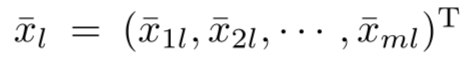 x̄_l = (x̄_{1l}, x̄_{2l}, ⋯ , x̄_{ml})^T